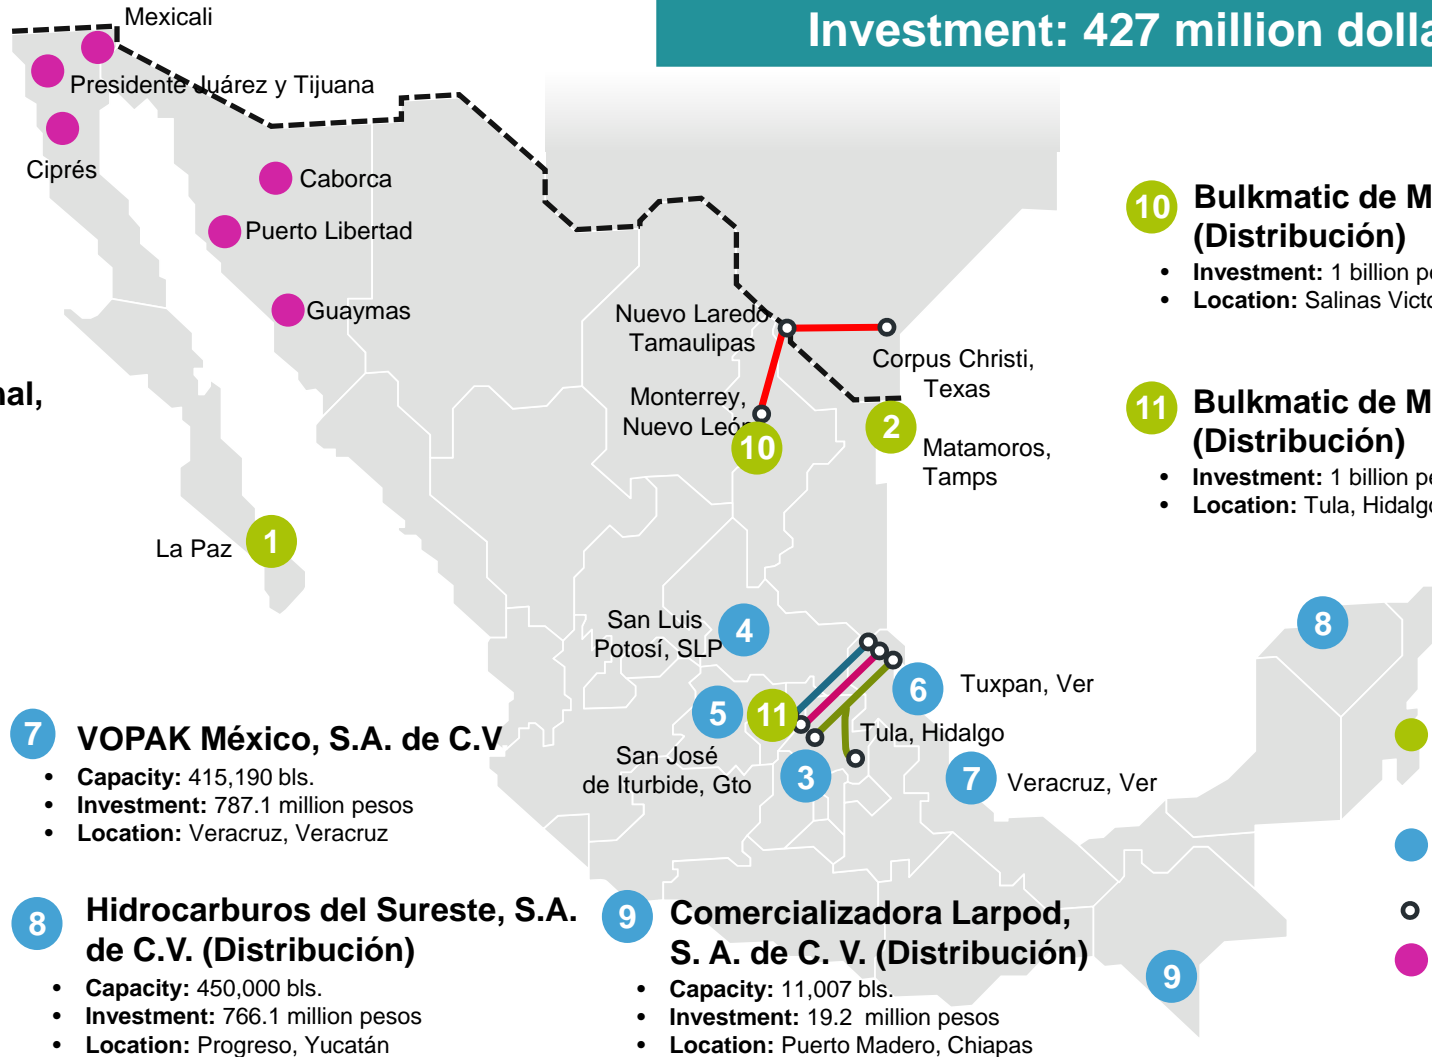 Investment: 427 million
Mexicali
Presidente Juárez y Tijuana
Ciprés
Caborca
Puerto Libertad
Guaymas
Nuevo Laredo
Tamaulipas
Corpus Christi,
Texas
Monterrey,
Nuevo León
10
2
Matamoros,
Tamps
10
Bulkmatic de
(Distribución)
• Investment: 1 billion
• Location: Salinas
11
Bulkmatic de
(Distribución)
• Investment: 1 billion
• Location: Tula,
La Paz
1
San Luis
Potosí, SLP
4
5
11
San José
de Iturbide, Gto
3
6
Tuxpan, Ver
Tula, Hidalgo
7
Veracruz, Ver
8
9
7
VOPAK México, S.A. de C.V
• Capacity: 415,190 bls.
• Investment: 787.1 million pesos
• Location: Veracruz, Veracruz
8
Hidrocarburos del Sureste, S.A.
de C.V. (Distribución)
• Capacity: 450,000 bls.
• Investment: 766.1 million pesos
• Location: Progreso, Yucatán
9
Comercializadora Larpod,
S. A. de C. V. (Distribución)
• Capacity: 11,007 bls.
• Investment: 19.2 million pesos
• Location: Puerto Madero, Chiapas